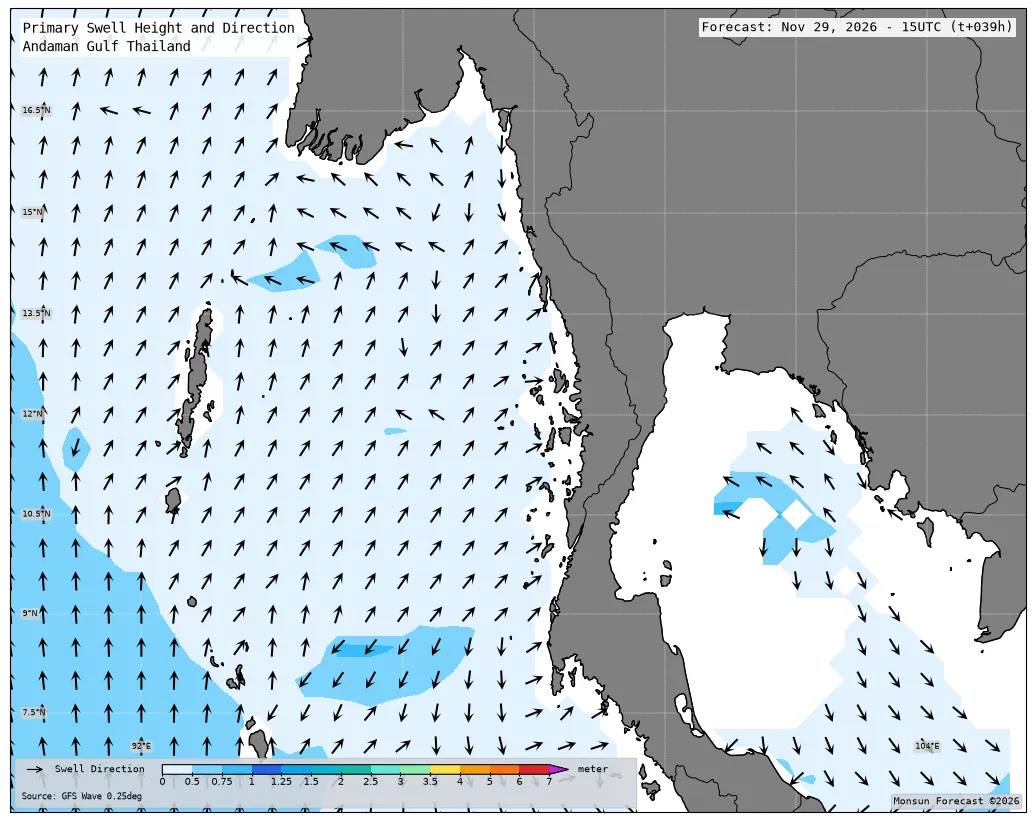 Primary Swell Height and Direction
Andaman Gulf Thailand
Forecast: Nov 29, 2026 - 15UTC (t+039h)
16.5°N
15°N
13.5°N
12°N
10.5°N
9°N
7.5°N
92°E
104°E
Swell Direction
0 0.5 0.75 1 1.25 1.5 2 2.5 3 3.5 4 5 6 7
meter
Source: GFS Wave 0.25deg
Monsun Forecast ©2026